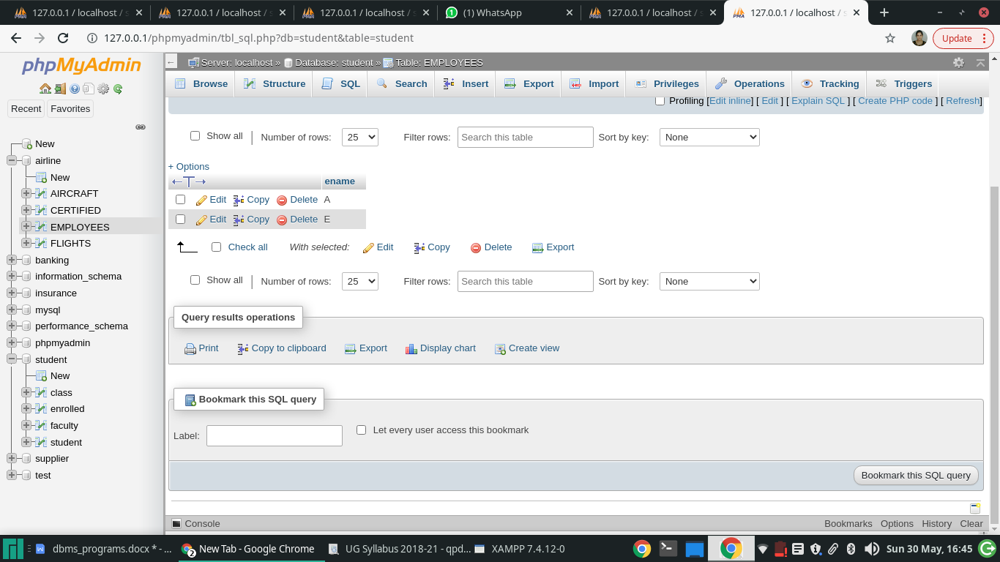 127.0.0.1 / localhost / s
127.0.0.1 / localhost / s
127.0.0.1 / localhost / s
(1) WhatsApp
127.0.0.1 / localhost / s
127.0.0.1 / localhost / s
127.0.0.1/phpmyadmin/tbl_sql.php?db=student&table=student
Update
phpMyAdmin
Recent Favorites
New
airline
New
AIRCRAFT
CERTIFIED
EMPLOYEES
FLIGHTS
banking
information_schema
insurance
mysql
performance_schema
phpmyadmin
student
New
class
enrolled
faculty
student
supplier
test
Server: localhost » Database: student » Table: EMPLOYEES
Browse Structure SQL Search Insert Export Import Privileges Operations Tracking Triggers
Profiling [Edit inline] [ Edit ] [ Explain SQL ] [ Create PHP code ] [ Refresh]
Show all | Number of rows: 25 Filter rows: Search this table Sort by key: None
+ Options
←T→ ename
Edit Copy Delete A
Edit Copy Delete E
Check all With selected: Edit Copy Delete Export
Show all | Number of rows: 25 Filter rows: Search this table Sort by key: None
Query results operations
Print Copy to clipboard Export Display chart Create view
Bookmark this SQL query
Label: Let every user access this bookmark
Bookmark this SQL query
Console Bookmarks Options History Clear
dbms_programs.docx * - ... 2 New Tab - Google Chrome UG Syllabus 2018-21 - qpd... XAMPP 7.4.12-0 Sun 30 May, 16:45